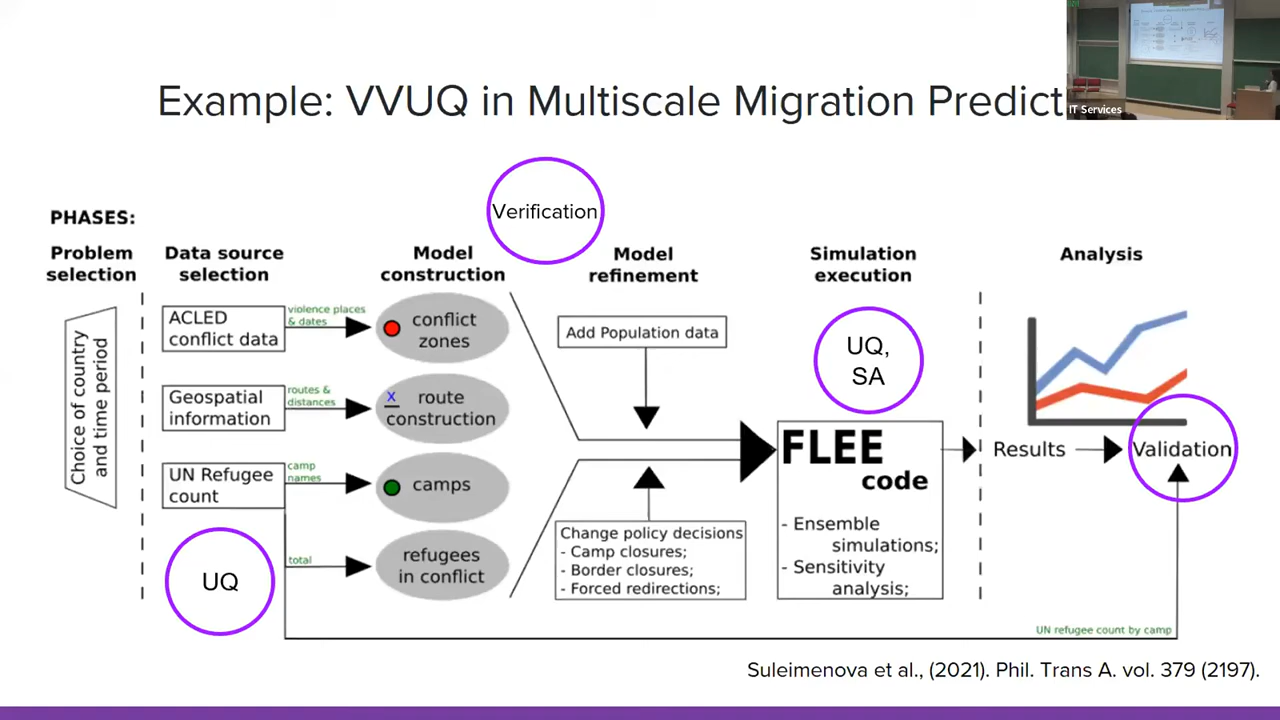 Example: VVUQ in Multiscale Migration Predict
IT Services
Verification
PHASES:
Problem
selection
Data source
selection
Model
construction
Model
refinement
Simulation
execution
Analysis
Choice of country
and time period
ACLED
conflict data
violence places
& dates
conflict
zones
Geospatial
information
routes &
distances
x
route
construction
UN Refugee
count
camp
names
camps
total
refugees
in conflict
UQ
Add Population data
Change policy decisions
- Camp closures;
- Border closures;
- Forced redirections;
UQ,
SA
FLEE
code
- Ensemble
simulations;
- Sensitivity
analysis;
Results
Validation
UN refugee count by camp
Suleimenova et al., (2021). Phil. Trans A. vol. 379 (2197).